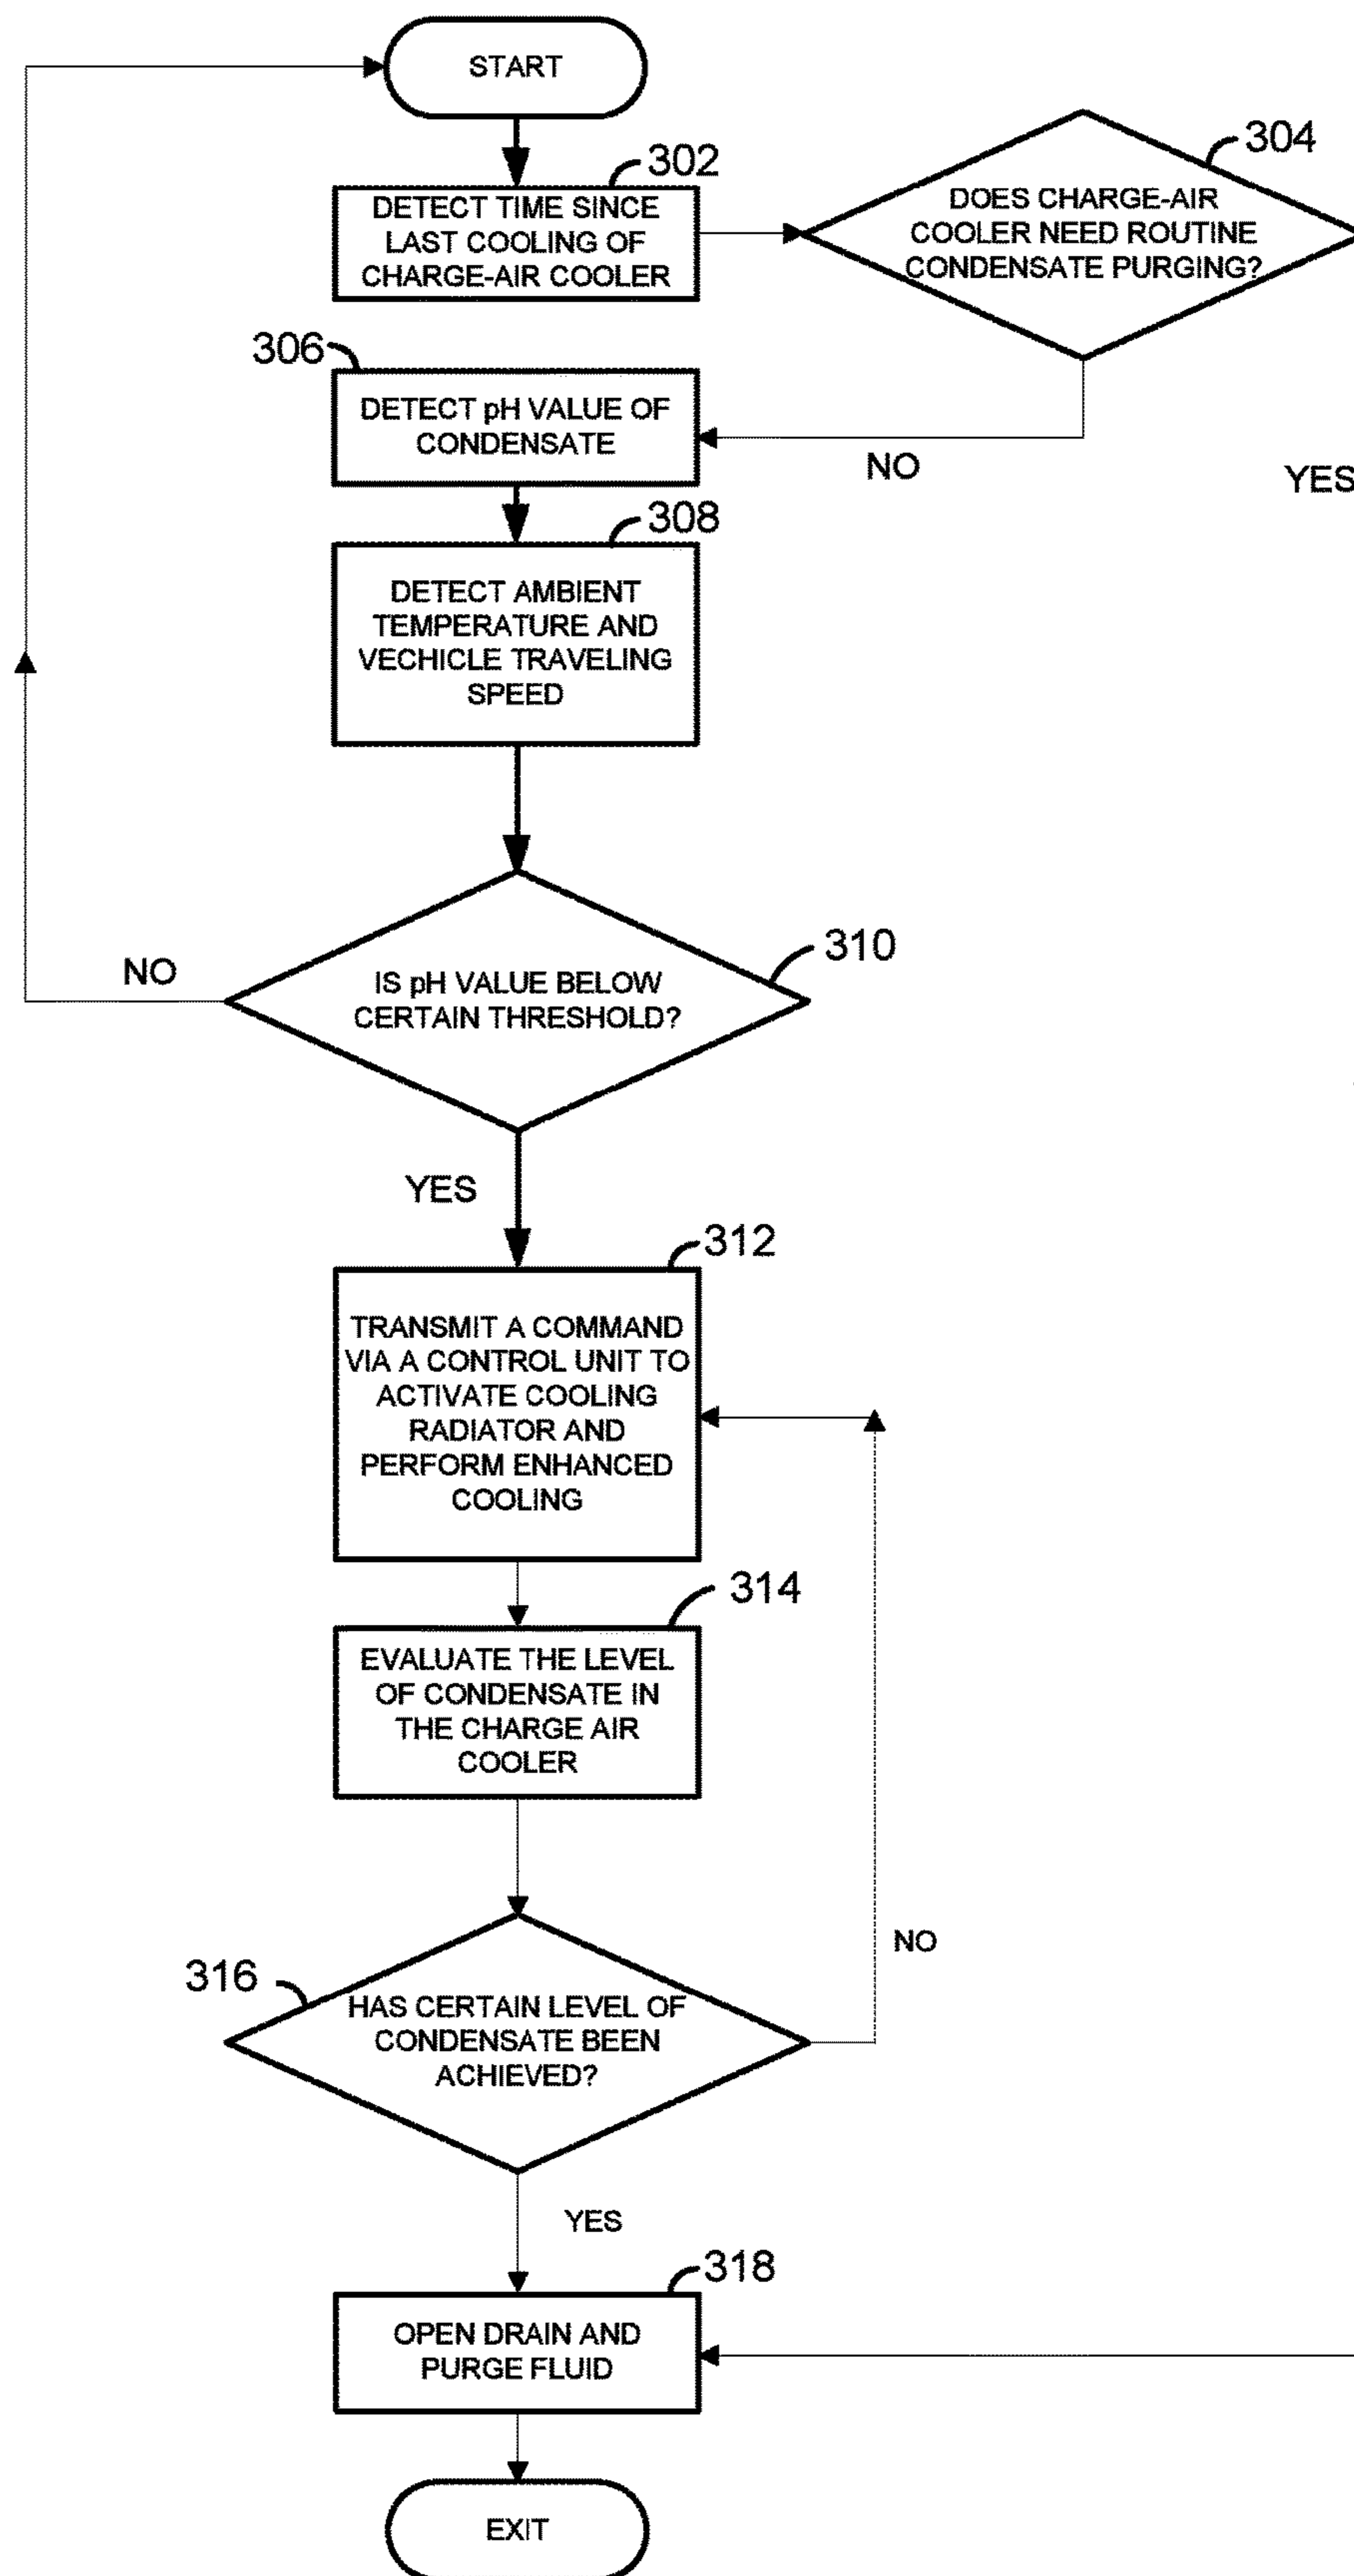 START
302
DETECT TIME SINCE
LAST COOLING OF
CHARGE-AIR COOLER
304
DOES CHARGE-AIR
COOLER NEED ROUTINE
CONDENSATE PURGING?
306
DETECT pH VALUE OF
CONDENSATE
NO
YES
308
DETECT AMBIENT
TEMPERATURE AND
VECHICLE TRAVELING
SPEED
310
IS pH VALUE BELOW
CERTAIN THRESHOLD?
NO
YES
312
TRANSMIT A COMMAND
VIA A CONTROL UNIT TO
ACTIVATE COOLING
RADIATOR AND
PERFORM ENHANCED
COOLING
314
EVALUATE THE LEVEL
OF CONDENSATE IN
THE CHARGE AIR
COOLER
316
HAS CERTAIN LEVEL OF
CONDENSATE BEEN
ACHIEVED?
NO
YES
318
OPEN DRAIN AND
PURGE FLUID
EXIT